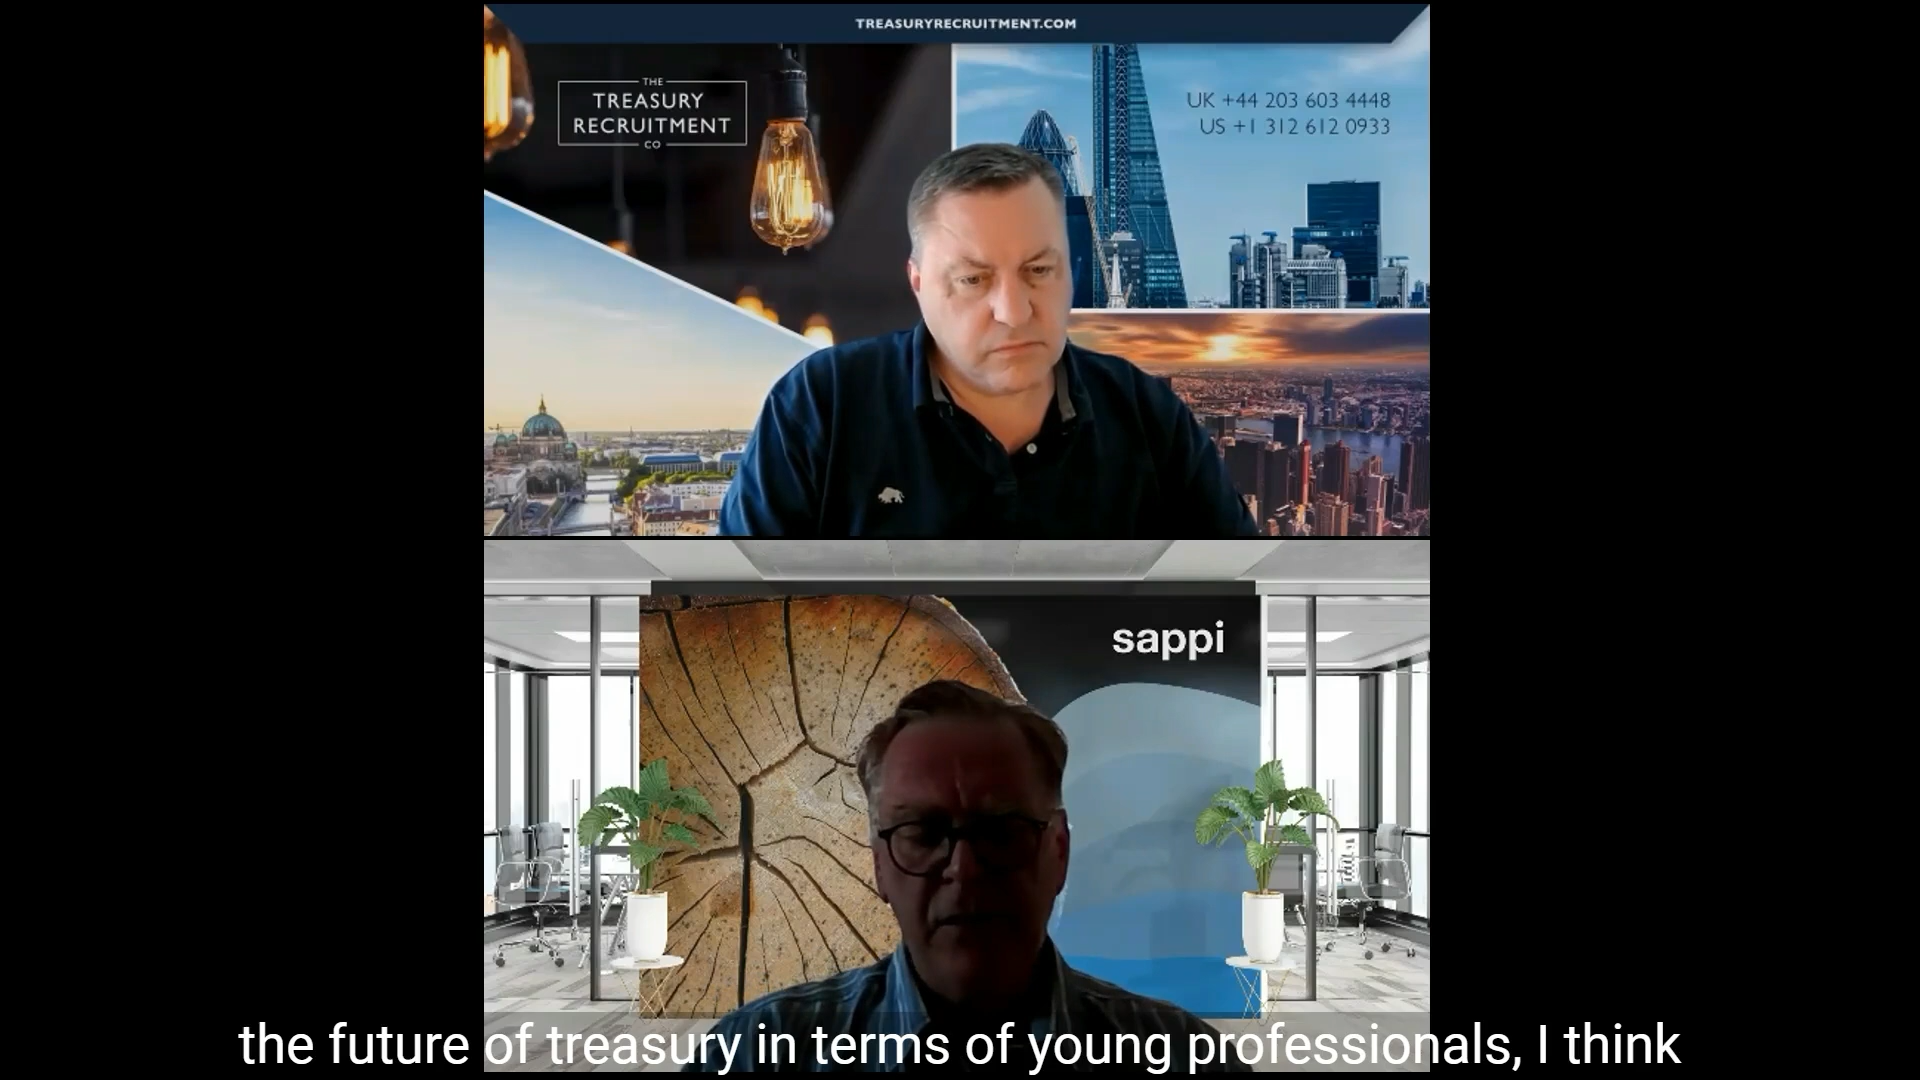 TREASURYRECRUITMENT.COM
THE
TREASURY
RECRUITMENT
CO
UK +44 203 603 4448
US +1 312 612 0933
sappi
the future of treasury in terms of young professionals, I think